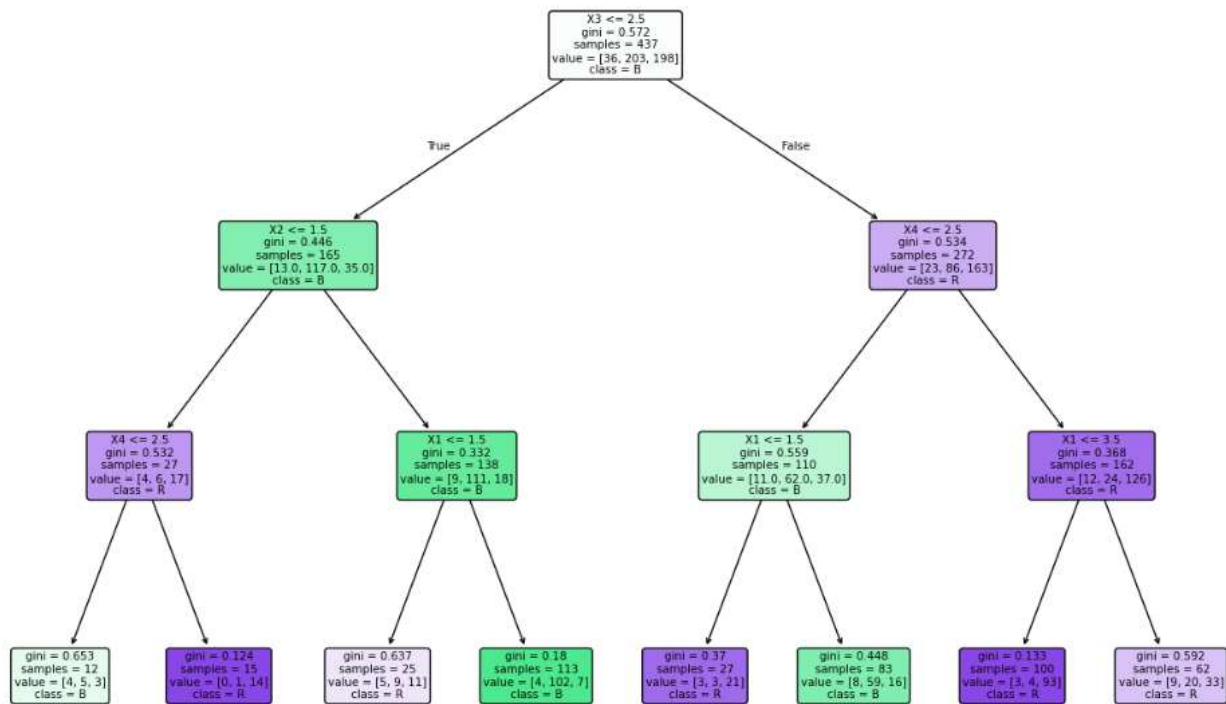 X3 <= 2.5
gini = 0.572
samples = 437
value = [36, 203, 198]
class = B
True
False
X2 <= 1.5
gini = 0.446
samples = 165
value = [13.0, 117.0, 35.0]
class = B
X4 <= 2.5
gini = 0.534
samples = 272
value = [23, 86, 163]
class = R
X4 <= 2.5
gini = 0.532
samples = 27
value = [4, 6, 17]
class = R
X1 <= 1.5
gini = 0.332
samples = 138
value = [9, 111, 18]
class = B
X1 <= 1.5
gini = 0.559
samples = 110
value = [11.0, 62.0, 37.0]
class = B
X1 <= 3.5
gini = 0.368
samples = 162
value = [12, 24, 126]
class = R
gini = 0.653
samples = 12
value = [4, 5, 3]
class = B
gini = 0.124
samples = 15
value = [0, 1, 14]
class = R
gini = 0.637
samples = 25
value = [5, 9, 11]
class = R
gini = 0.18
samples = 113
value = [4, 102, 7]
class = B
gini = 0.37
samples = 27
value = [3, 3, 21]
class = R
gini = 0.448
samples = 83
value = [8, 59, 16]
class = B
gini = 0.133
samples = 100
value = [3, 4, 93]
class = R
gini = 0.592
samples = 62
value = [9, 20, 33]
class = R